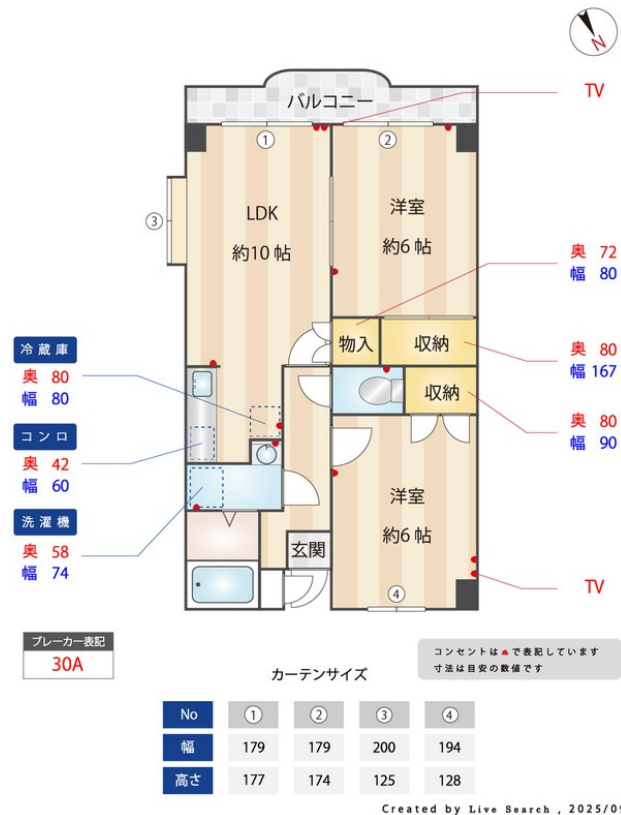 N
TV
バルコニー
①
②
③
LDK
約10 帖
洋室
約6 帖
奥 72
幅 80
物入
収納
奥 80
幅 167
冷蔵庫
奥 80
幅 80
収納
奥 80
幅 90
コンロ
奥 42
幅 60
洋室
約6 帖
洗濯機
奥 58
幅 74
玄関
④
TV
ブレーカー表記
30A
コンセントは で表記しています
寸法は目安の数値です
カーテンサイズ
No ① ② ③ ④
幅 179 179 200 194
高さ 177 174 125 128
Created by Live Search , 2025/09